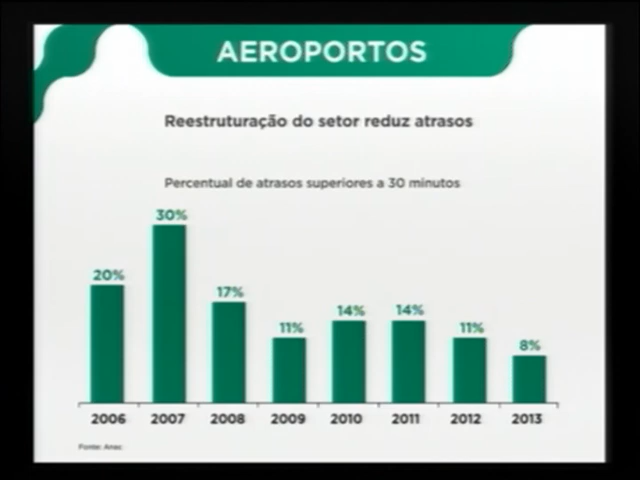 AEROPORTOS
Reestruturação do setor reduz atrasos
Percentual de atrasos superiores a 30 minutos
20%
30%
17%
11%
14%
14%
11%
8%
2006 2007 2008 2009 2010 2011 2012 2013
Fonte: Anac